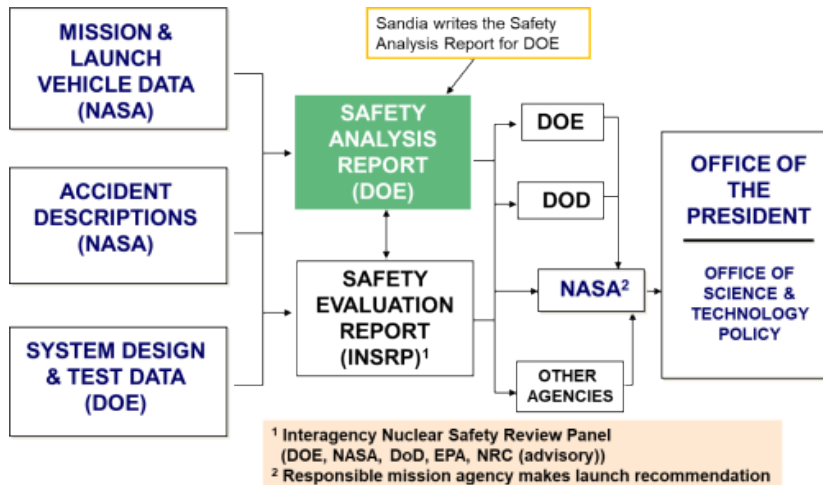 MISSION &
LAUNCH
VEHICLE DATA
(NASA)
ACCIDENT
DESCRIPTIONS
(NASA)
SYSTEM DESIGN
& TEST DATA
(DOE)
Sandia writes the Safety
Analysis Report for DOE
SAFETY
ANALYSIS
REPORT
(DOE)
SAFETY
EVALUATION
REPORT
(INSRP)¹
DOE
DOD
NASA²
OTHER
AGENCIES
OFFICE OF
THE
PRESIDENT
OFFICE OF
SCIENCE &
TECHNOLOGY
POLICY
¹ Interagency Nuclear Safety Review Panel
(DOE, NASA, DoD, EPA, NRC (advisory))
² Responsible mission agency makes launch recommendation